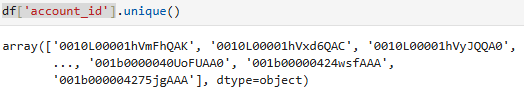 df['account_id'].unique()
array(['0010L00001hVmFhQAK', '0010L00001hVxd6QAC', '0010L00001hVyJQQA0',
..., '001b0000040UoFUAA0', '001b00000424wsfAAA',
'001b000004275jgAAA'], dtype=object)